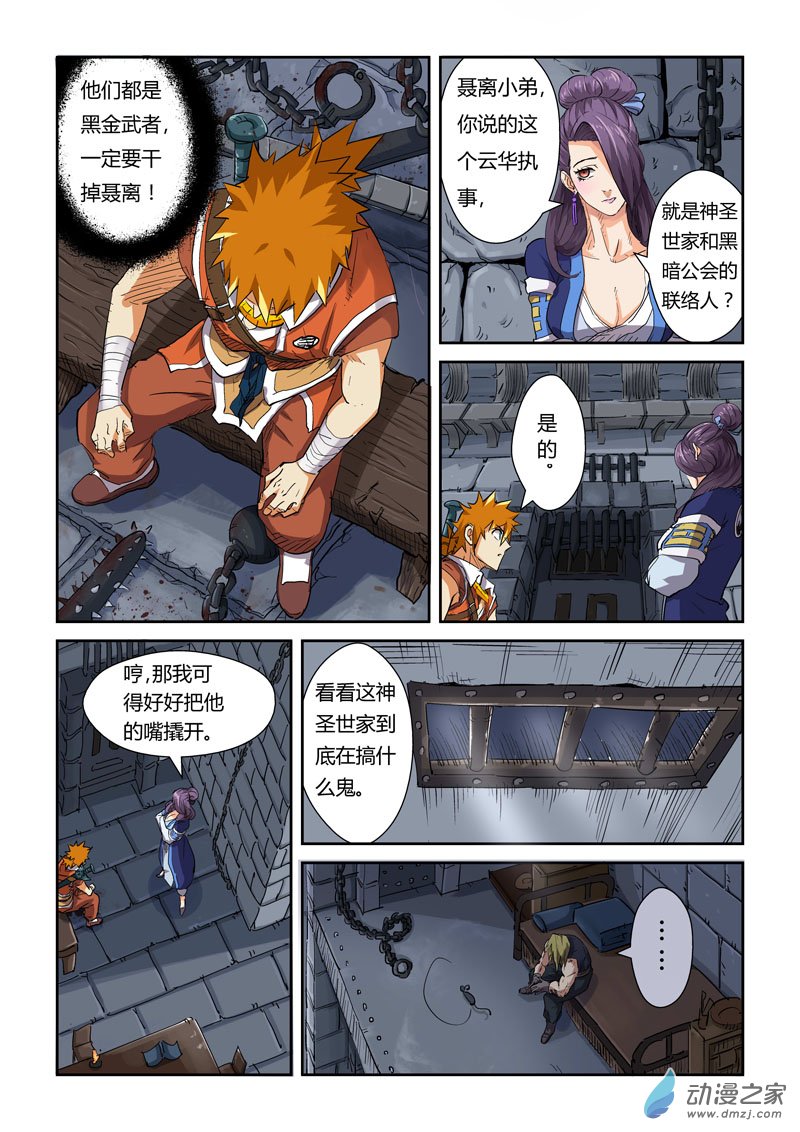 他们都是
黑金武者，
一定要干
掉聂离！
聂离小弟，
你说的这
个云华执
事，
就是神圣
世家和黑
暗公会的
联络人？
是的。
哼，那我可
得好好把他
的嘴撬开。
看看这神
圣世家到
底在搞什
么鬼。
……
动漫之家
www.dmzj.com